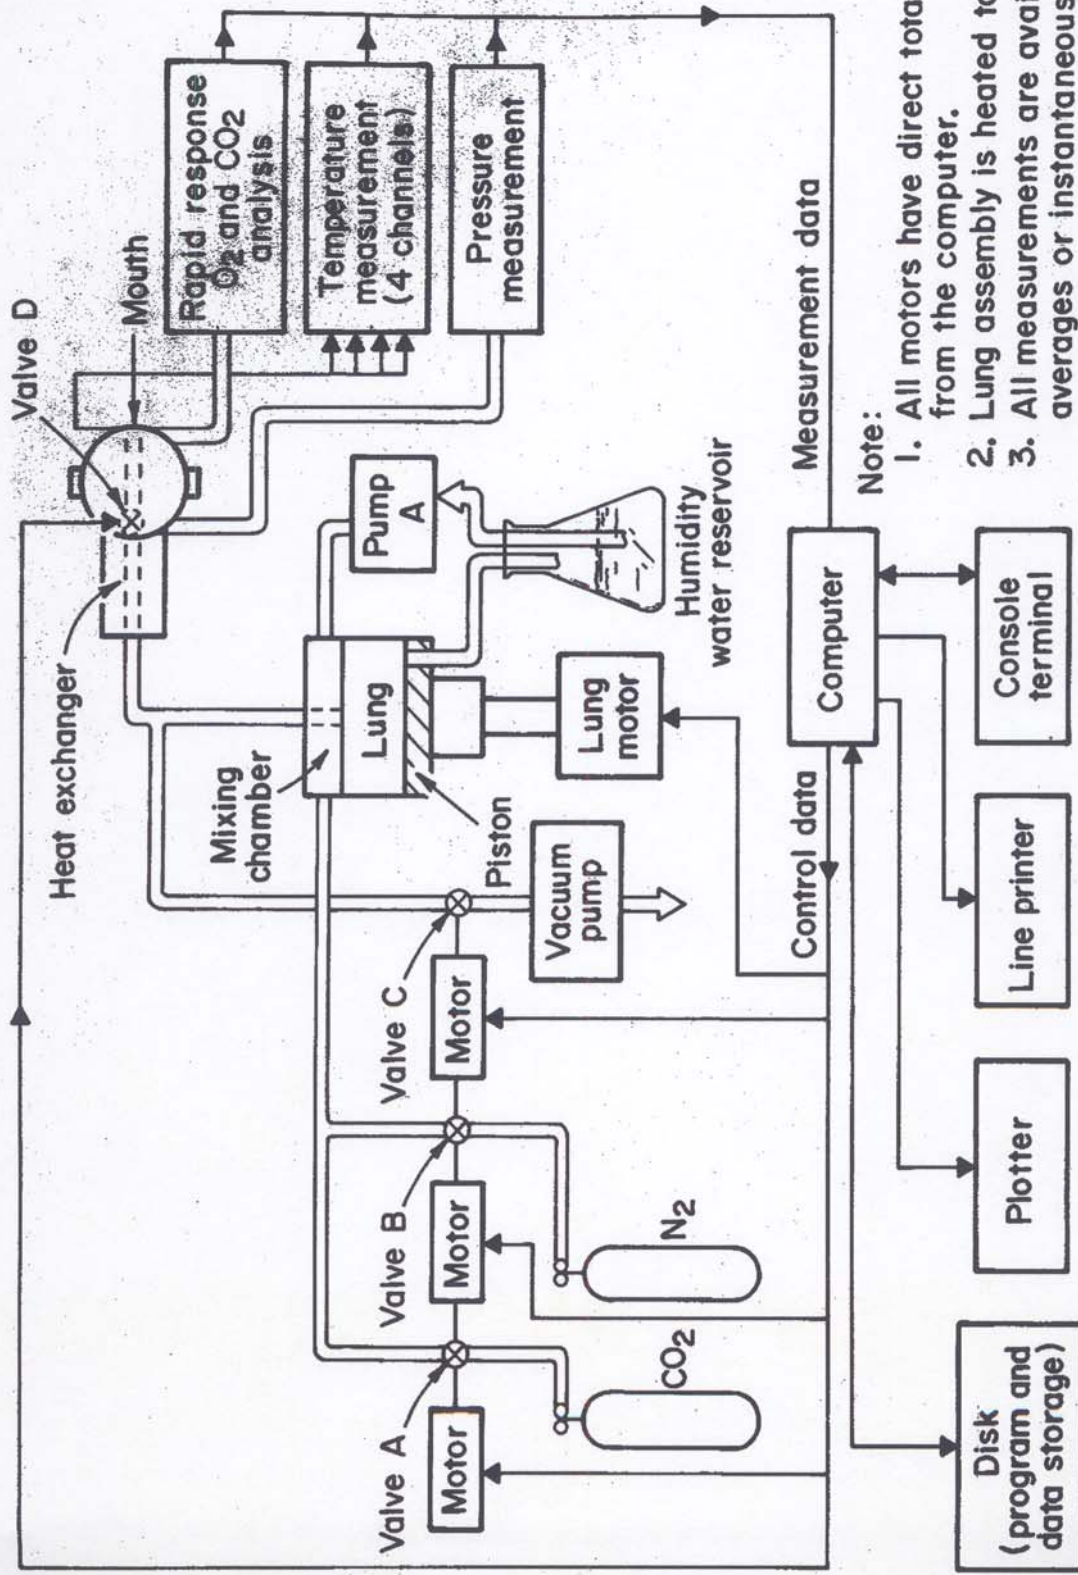 Valve D
Heat exchanger
Mouth
Rapid response
O2 and CO2
analysis
Temperature
measurement
(4 channels)
Pressure
measurement
Mixing
chamber
Lung
Pump
A
Piston
Lung
motor
Humidity
water reservoir
Vacuum
pump
Valve C
Motor
Valve B
Motor
Valve A
Motor
N2
CO2
Control data
Measurement data
Computer
Disk
(program and
data storage)
Plotter
Line printer
Console
terminal
Note:
1. All motors have direct tota
from the computer.
2. Lung assembly is heated to
3. All measurements are avai
averages or instantaneous